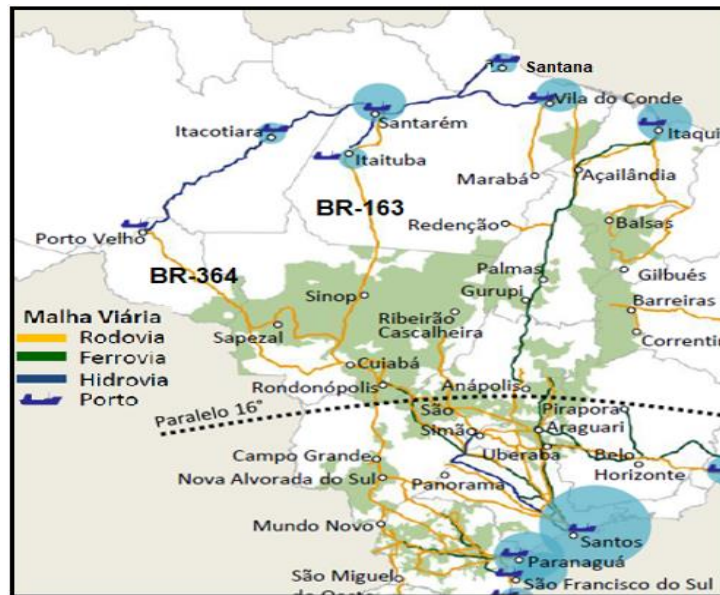 Santana
Vila do Conde
Santarém
Itacotiara
Itaqui
Itaituba
Açailândia
Marabá
BR-163
Redenção
Balsas
Porto Velho
BR-364
Palmas
Gilbués
Sinop
Gurupi
Barreiras
Malha Viária
Ribeirão
Cascalheira
Rodovia
Sapezal
Correntin
Ferrovia
Cuiabá
Hidrovia
Rondonópolis
Anápolis
Porto
Paralelo 16°
São
Simão
Pirapora
Araguari
Campo Grande
Uberaba
Belo
Horizonte
Nova Alvorada do Sul
Panorama
Mundo Novo
Santos
Paranaguá
São Miguel
São Francisco do Sul